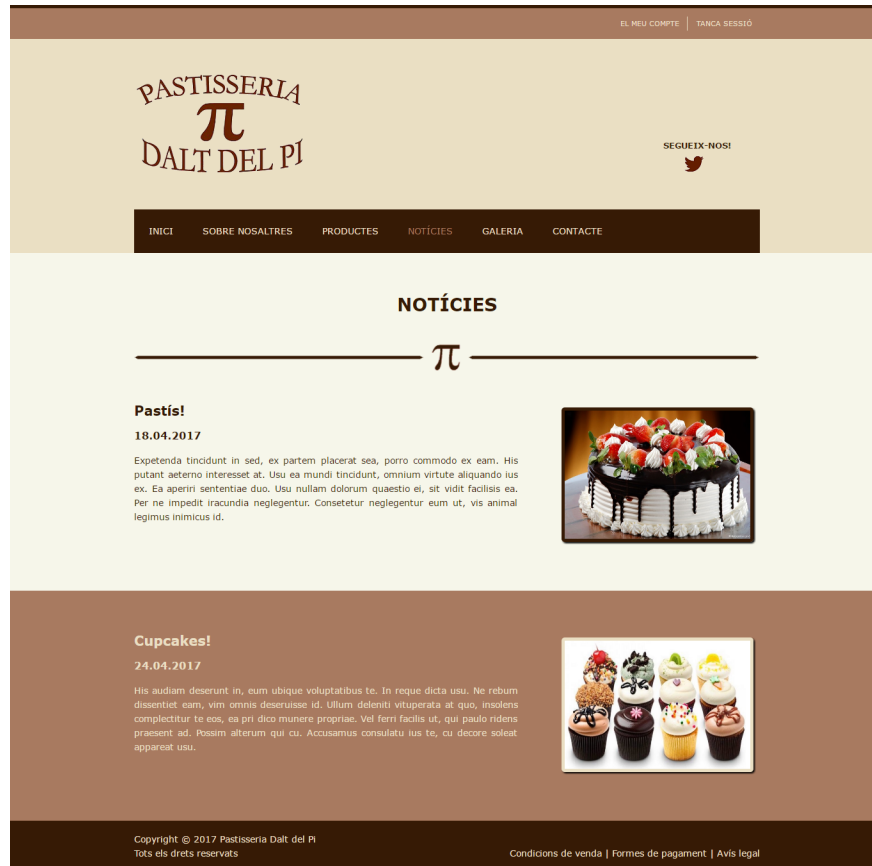 EL MEU COMPTE | TANCA SESSIÓ
PASTISSERIA
π
DALT DEL PI
SEGUEIX-NOS!
INICI SOBRE NOSALTRES PRODUCTES NOTÍCIES GALERIA CONTACTE
NOTÍCIES
π
Pastís!
18.04.2017
Expetenda tincidunt in sed, ex partem placerat sea, porro commodo ex eam. His
putant aeterno interesset at. Usu ea mundi tincidunt, omnium virtute aliquando ius
ex. Ea aperiri sententiae duo. Usu nullam dolorum quaestio ei, sit vidit facilisis ea.
Per ne impedit iracundia neglegentur. Consetetur neglegentur eum ut, vis animal
legimus inimicus id.
Cupcakes!
24.04.2017
His audiam deserunt in, eum ubique voluptatibus te. In reque dicta usu. Ne rebum
dissentiet eam, vim omnis deseruisse id. Ullum deleniti vituperata at quo, insolens
complectitur te eos, ea pri dico munere propriae. Vel ferri facilis ut, qui paulo ridens
praesent ad. Possim alterum qui cu. Accusamus consulatu ius te, cu decore soleat
appareat usu.
Copyright © 2017 Pastisseria Dalt del Pi
Tots els drets reservats
Condicions de venda | Formes de pagament | Avís legal